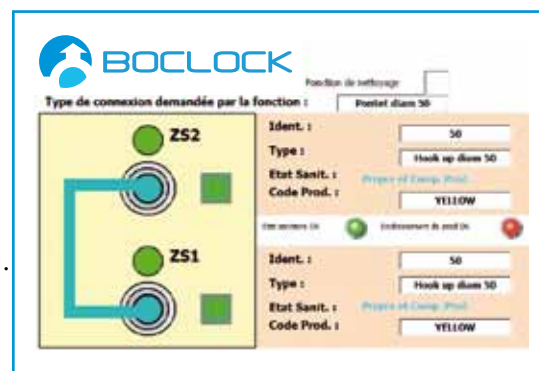 BOCLOCK
Fonction de nettoyage
Type de connexion demandée par la fonction :
Pontet diam 50
ZS2
Ident. :
50
Type :
Hook up diam 50
Etat Sanit. :
Propre et Comp. Prod
Code Prod. :
YELLOW
ZS1
Ident. :
50
Type :
Hook up diam 50
Etat Sanit. :
Propre et Comp. Prod
Code Prod. :
YELLOW